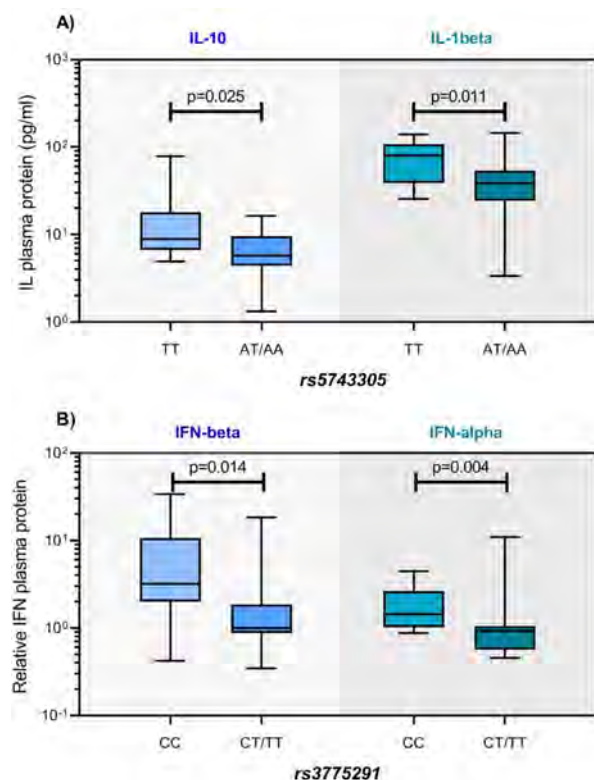 A)
IL-10 IL-1beta
IL plasma protein (pg/ml)
10³
10²
10¹
10⁰
p=0.025 p=0.011
TT AT/AA TT AT/AA
rs5743305
B)
IFN-beta IFN-alpha
Relative IFN plasma protein
10²
10¹
10⁰
10⁻¹
p=0.014 p=0.004
CC CT/TT CC CT/TT
rs3775291